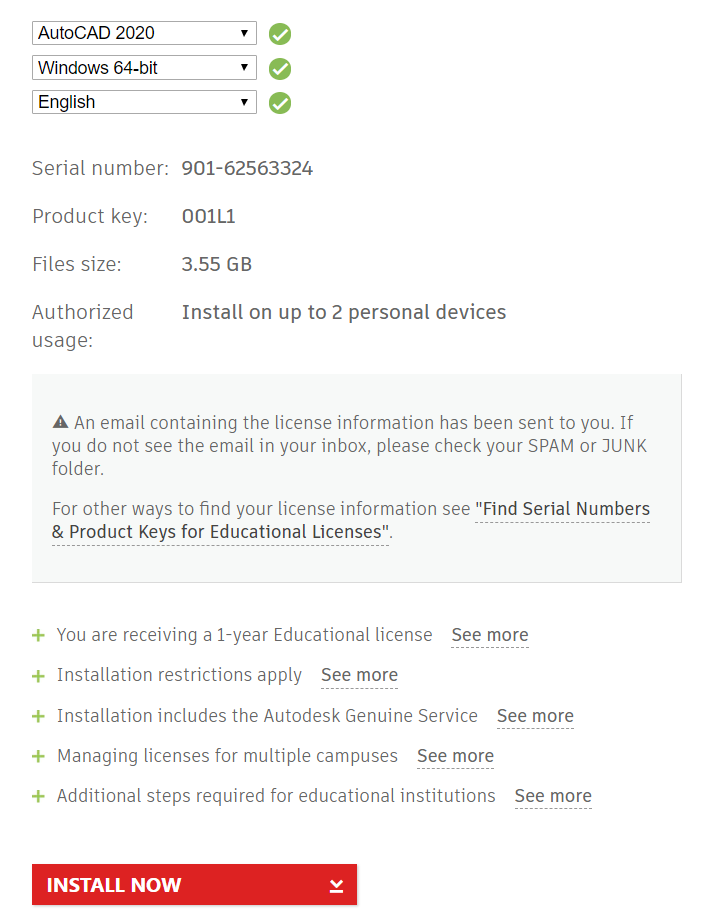 AutoCAD 2020
Windows 64-bit
English
Serial number: 901-62563324
Product key: 001L1
Files size: 3.55 GB
Authorized usage: Install on up to 2 personal devices
An email containing the license information has been sent to you. If
you do not see the email in your inbox, please check your SPAM or JUNK
folder.
For other ways to find your license information see "Find Serial Numbers
& Product Keys for Educational Licenses".
You are receiving a 1-year Educational license See more
Installation restrictions apply See more
Installation includes the Autodesk Genuine Service See more
Managing licenses for multiple campuses See more
Additional steps required for educational institutions See more
INSTALL NOW